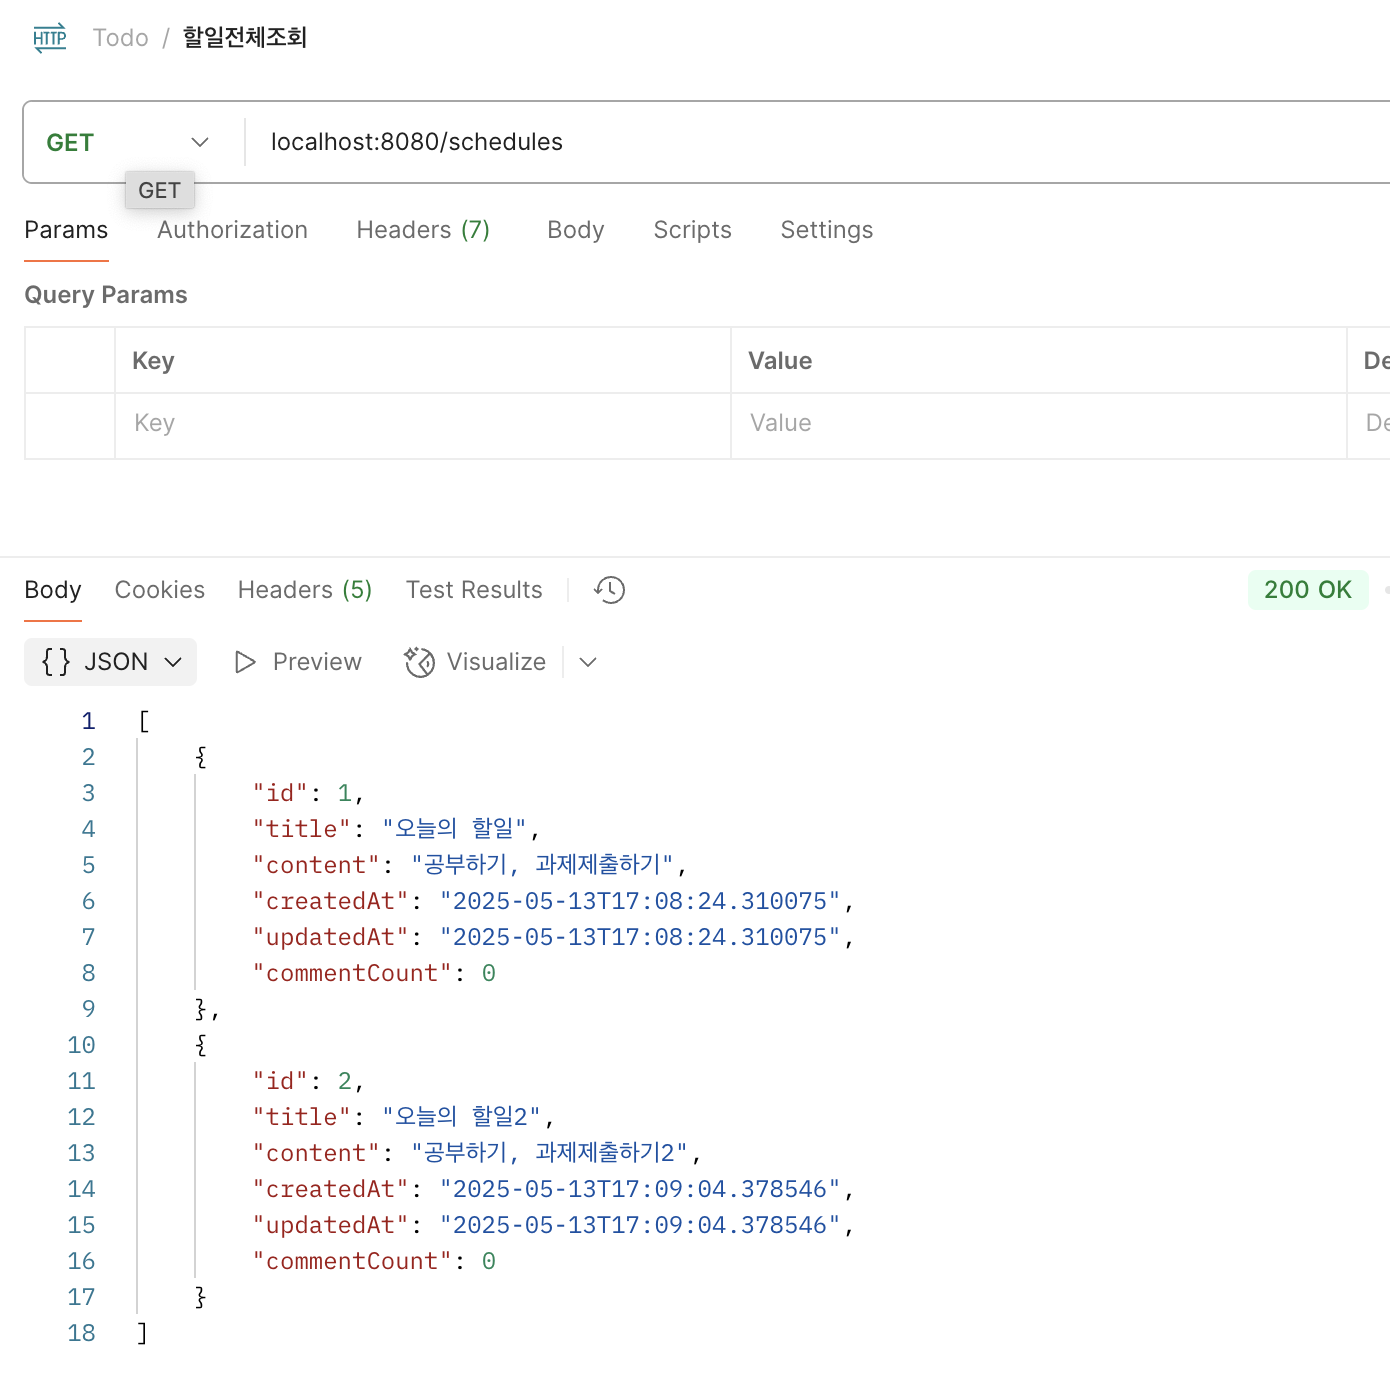 HTTP Todo / 할일전체조회
GET localhost:8080/schedules
GET
Params Authorization Headers (7) Body Scripts Settings
Query Params
Key Value De
Key Value De
Body Cookies Headers (5) Test Results 200 OK
{} JSON Preview Visualize
1 [
2 {
3 "id": 1,
4 "title": "오늘의 할일",
5 "content": "공부하기, 과제제출하기",
6 "createdAt": "2025-05-13T17:08:24.310075",
7 "updatedAt": "2025-05-13T17:08:24.310075",
8 "commentCount": 0
9 },
10 {
11 "id": 2,
12 "title": "오늘의 할일2",
13 "content": "공부하기, 과제제출하기2",
14 "createdAt": "2025-05-13T17:09:04.378546",
15 "updatedAt": "2025-05-13T17:09:04.378546",
16 "commentCount": 0
17 }
18 ]